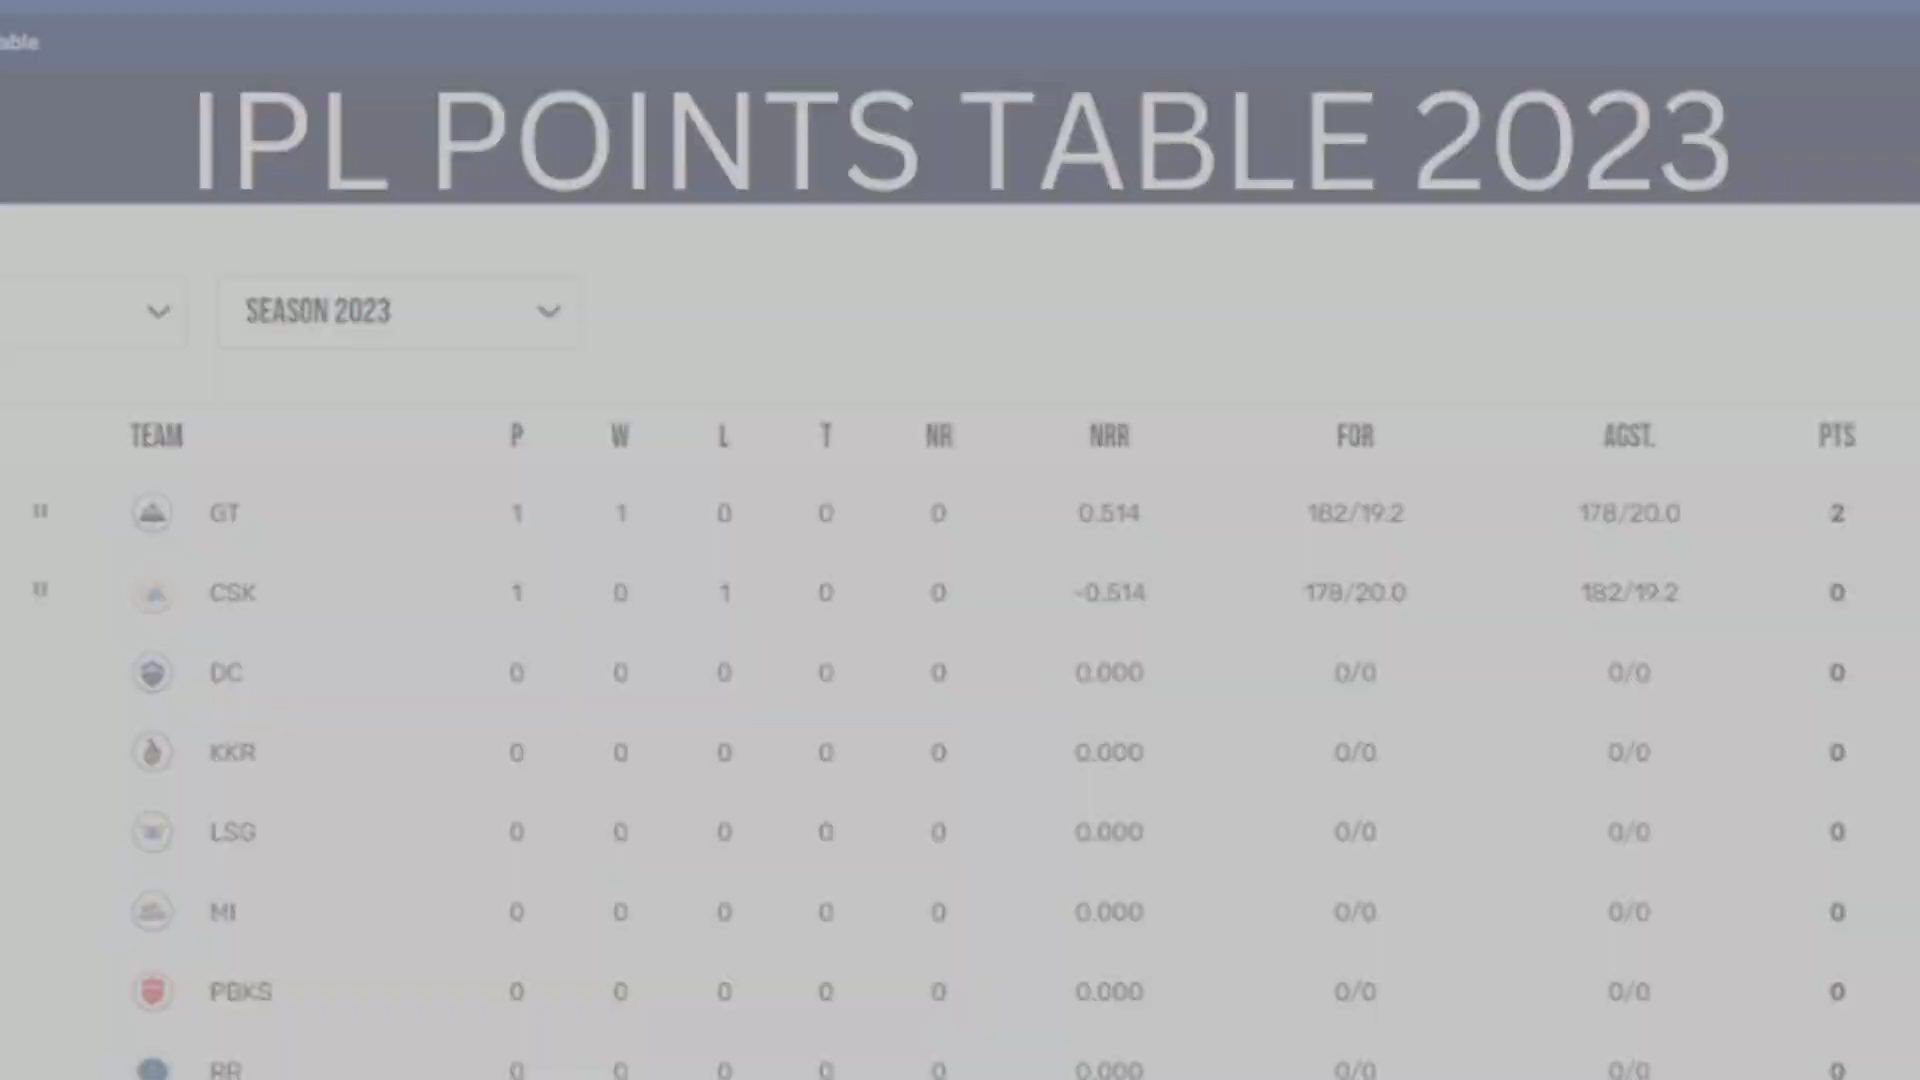 able
IPL POINTS TABLE 2023
SEASON 2023
TEAM P W L T NR NRR FOR AGST. PTS
GT 1 1 0 0 0 0.514 182/19.2 178/20.0 2
CSK 1 0 1 0 0 -0.514 178/20.0 182/19.2 0
DC 0 0 0 0 0 0.000 0/0 0/0 0
KKR 0 0 0 0 0 0.000 0/0 0/0 0
LSG 0 0 0 0 0 0.000 0/0 0/0 0
MI 0 0 0 0 0 0.000 0/0 0/0 0
PBKS 0 0 0 0 0 0.000 0/0 0/0 0
RR 0 0 0 0 0 0.000 0/0 0/0 0